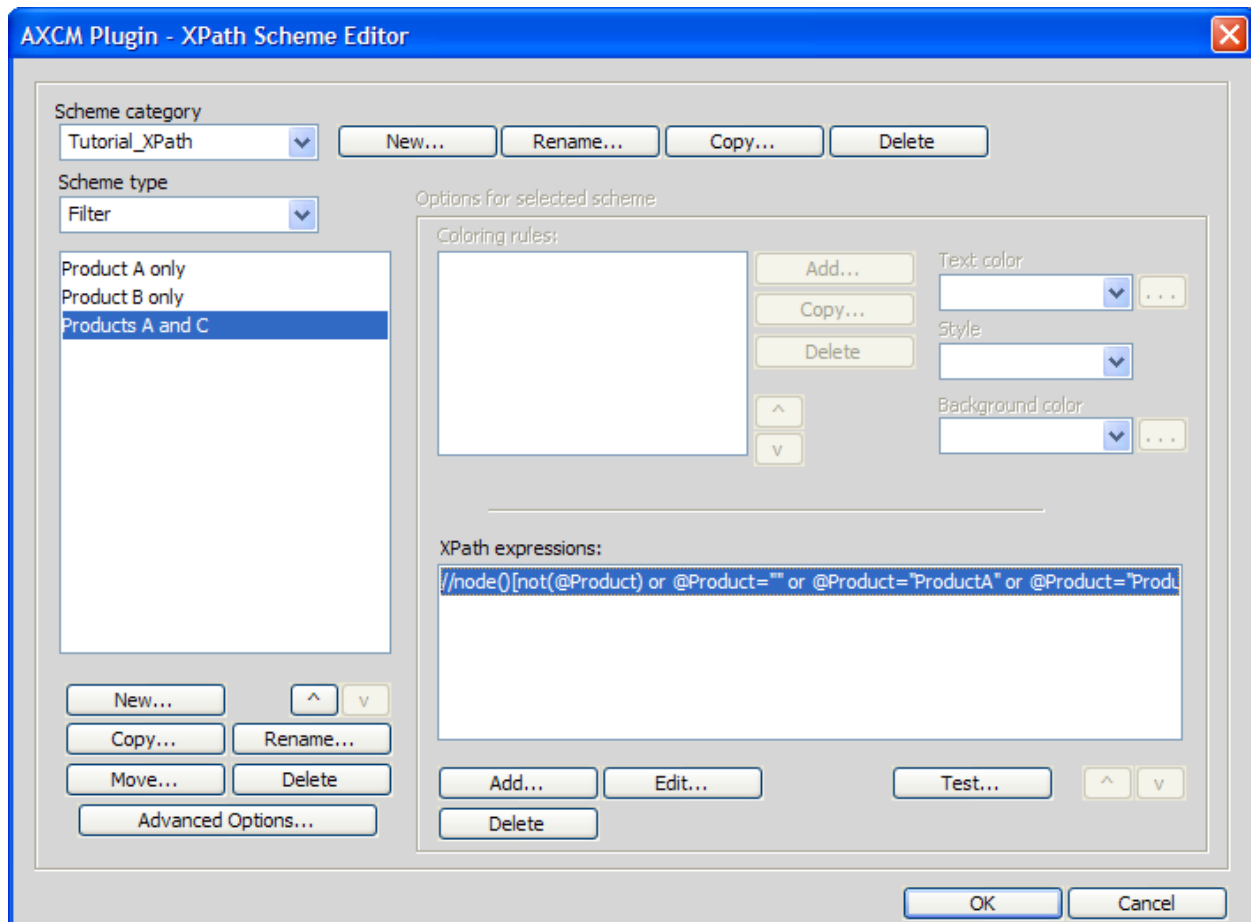 AXCM Plugin - XPath Scheme Editor
Scheme category
Tutorial_XPath
New...
Rename...
Copy...
Delete
Scheme type
Filter
Options for selected scheme
Product A only
Product B only
Products A and C
Coloring rules:
Add...
Copy...
Delete
^
v
Text color
...
Style
Background color
...
XPath expressions:
//node()[not(@Product) or @Product="" or @Product="ProductA" or @Product="Produ
New...
^
v
Copy...
Rename...
Move...
Delete
Advanced Options...
Add...
Edit...
Test...
^
v
Delete
OK
Cancel